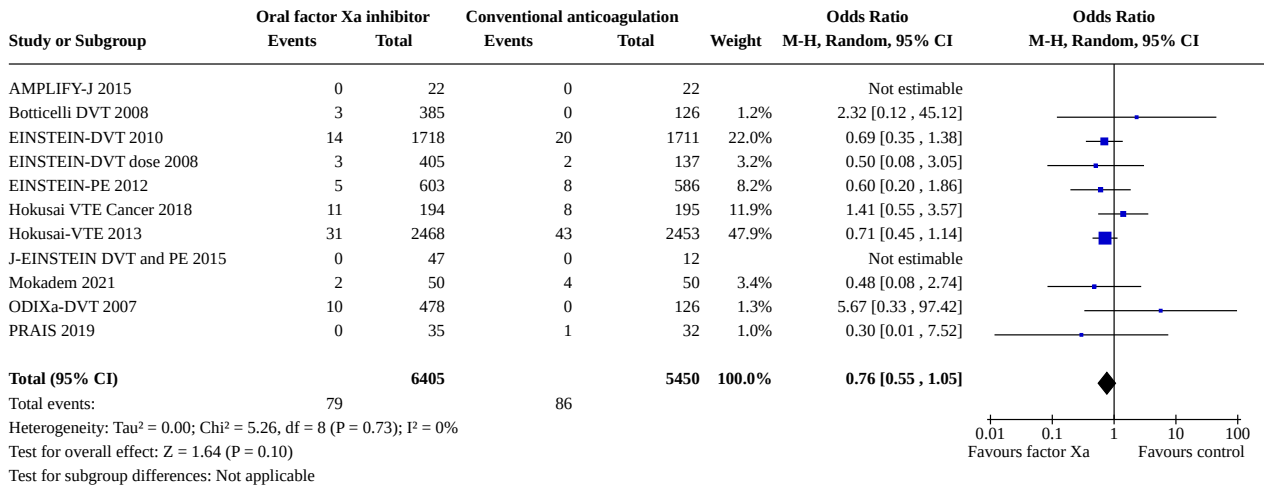 Oral factor Xa inhibitor Conventional anticoagulation Odds Ratio Odds Ratio
Study or Subgroup Events Total Events Total Weight M-H, Random, 95% CI M-H, Random, 95% CI
AMPLIFY-J 2015 0 22 0 22 Not estimable
Botticelli DVT 2008 3 385 0 126 1.2% 2.32 [0.12 , 45.12]
EINSTEIN-DVT 2010 14 1718 20 1711 22.0% 0.69 [0.35 , 1.38]
EINSTEIN-DVT dose 2008 3 405 2 137 3.2% 0.50 [0.08 , 3.05]
EINSTEIN-PE 2012 5 603 8 586 8.2% 0.60 [0.20 , 1.86]
Hokusai VTE Cancer 2018 11 194 8 195 11.9% 1.41 [0.55 , 3.57]
Hokusai-VTE 2013 31 2468 43 2453 47.9% 0.71 [0.45 , 1.14]
J-EINSTEIN DVT and PE 2015 0 47 0 12 Not estimable
Mokadem 2021 2 50 4 50 3.4% 0.48 [0.08 , 2.74]
ODIXa-DVT 2007 10 478 0 126 1.3% 5.67 [0.33 , 97.42]
PRAIS 2019 0 35 1 32 1.0% 0.30 [0.01 , 7.52]
Total (95% CI) 6405 5450 100.0% 0.76 [0.55 , 1.05]
Total events: 79 86
Heterogeneity: Tau² = 0.00; Chi² = 5.26, df = 8 (P = 0.73); I² = 0%
Test for overall effect: Z = 1.64 (P = 0.10)
Test for subgroup differences: Not applicable
0.01 0.1 1 10 100
Favours factor Xa Favours control